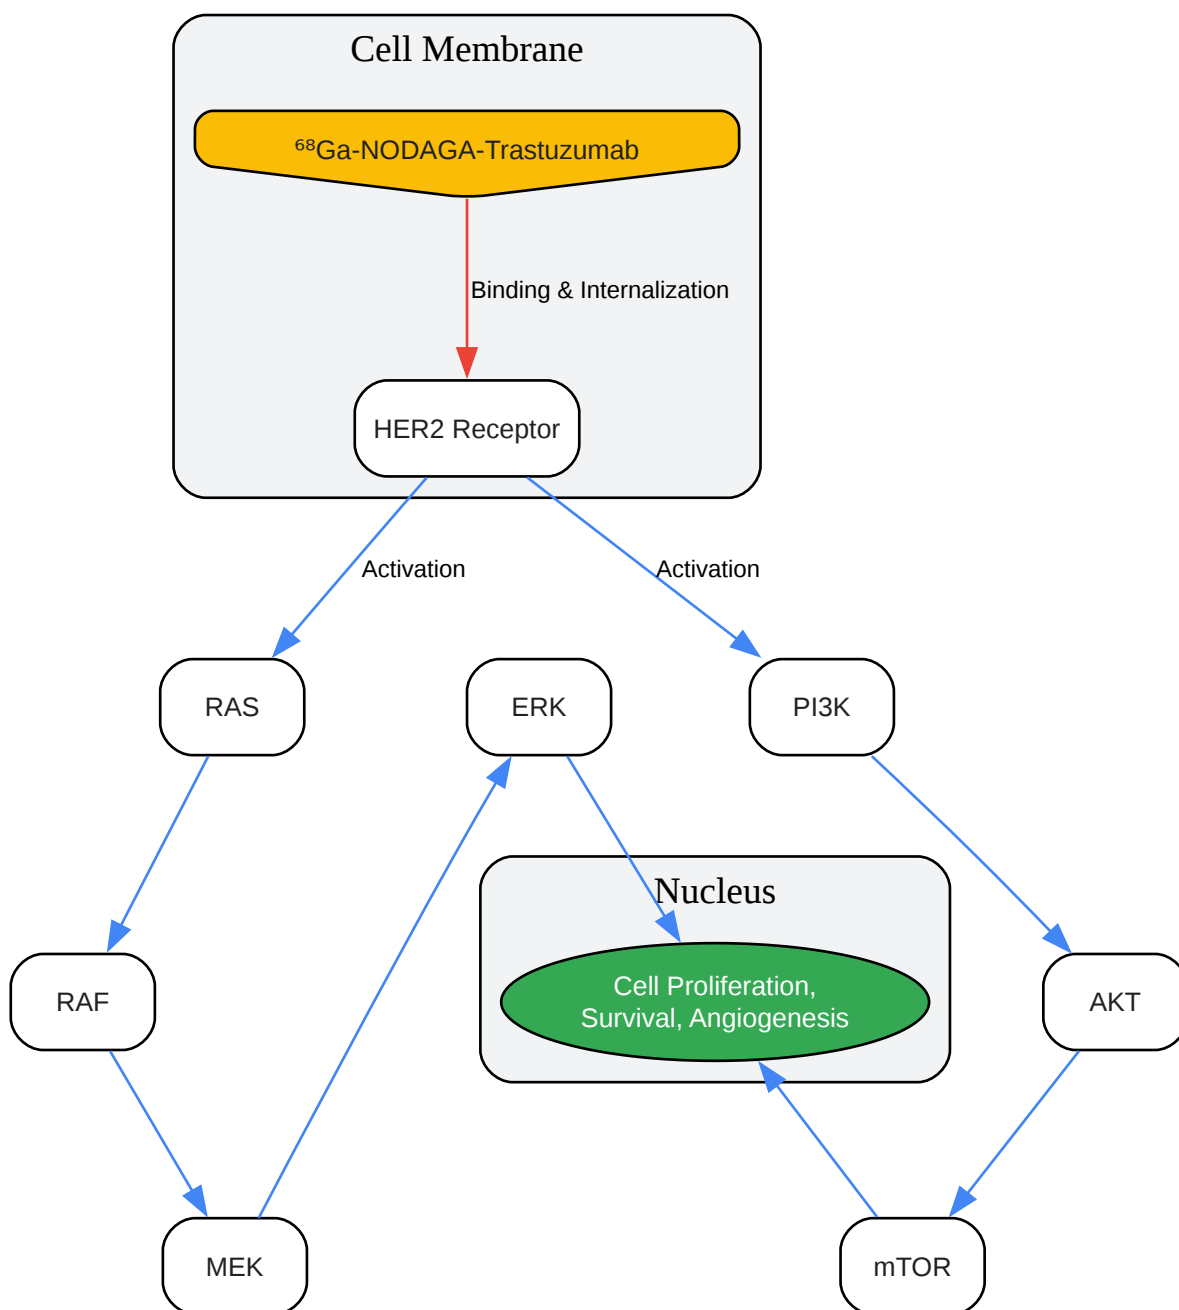 Cell Membrane
⁶⁸Ga-NODAGA-Trastuzumab
Binding & Internalization
HER2 Receptor
Activation
Activation
RAS
ERK
PI3K
Nucleus
Cell Proliferation,
Survival, Angiogenesis
RAF
AKT
MEK
mTOR